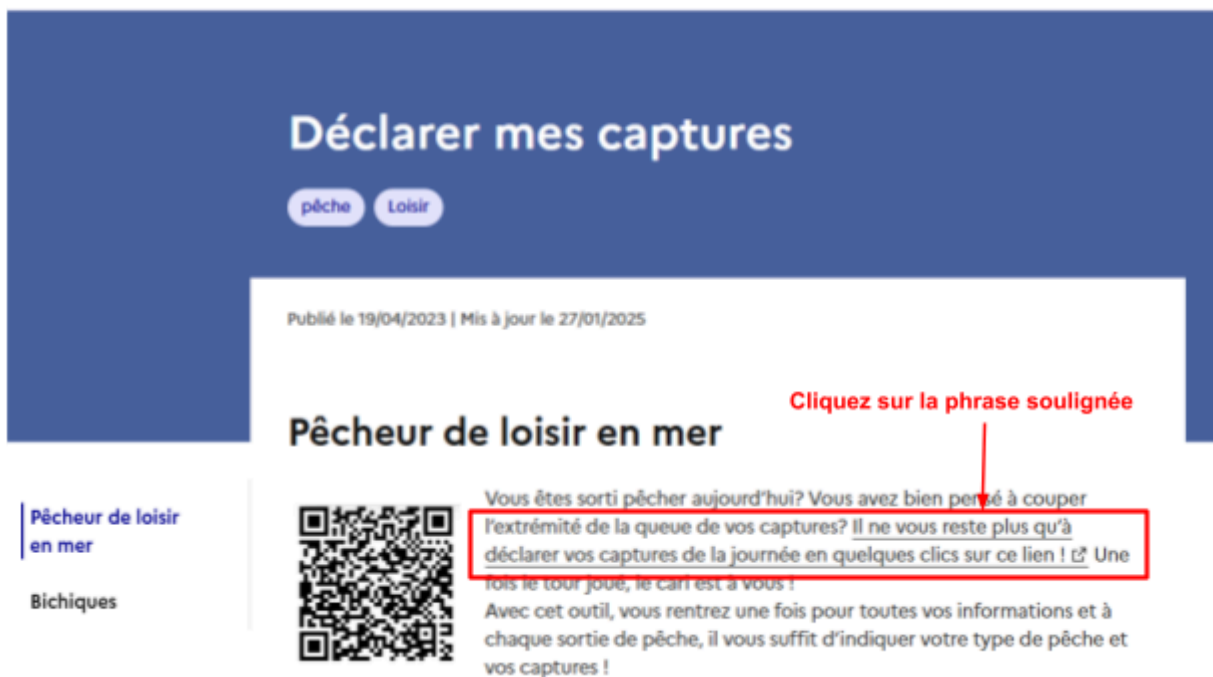 Déclarer mes captures
pêche Loisir
Publié le 19/04/2023 | Mis à jour le 27/01/2025
Cliquez sur la phrase soulignée
Pêcheur de loisir en mer
Pêcheur de loisir
en mer
Bichiques
Vous êtes sorti pêcher aujourd'hui? Vous avez bien pensé à couper
l'extrémité de la queue de vos captures? Il ne vous reste plus qu'à
déclarer vos captures de la journée en quelques clics sur ce lien ! Une
fois le tour joué, le cari est à vous !
Avec cet outil, vous rentrez une fois pour toutes vos informations et à
chaque sortie de pêche, il vous suffit d'indiquer votre type de pêche et
vos captures !